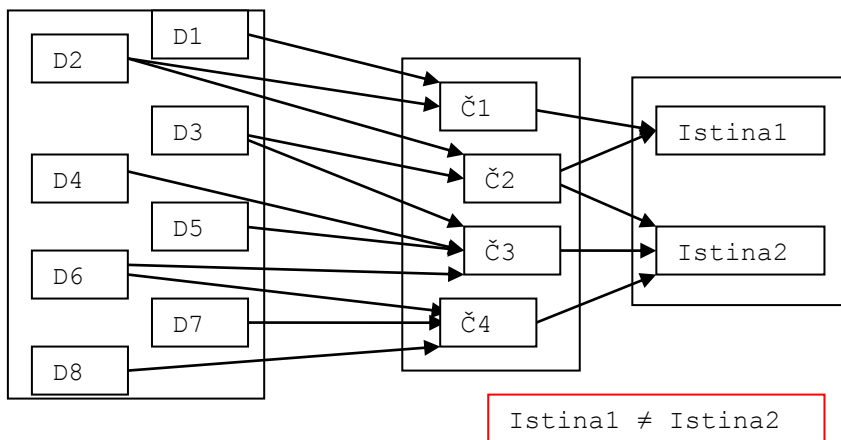 D1
D2
D3
D4
D5
D6
D7
D8
Č1
Č2
Č3
Č4
Istina1
Istina2
Istina1 ≠ Istina2